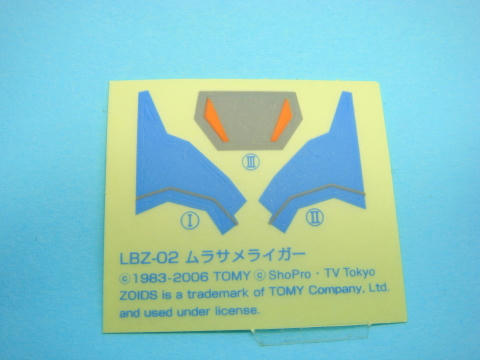 Ⅲ
Ⅰ Ⅱ
LBZ-02 ムラサメライガー
©1983-2006 TOMY © ShoPro・TV Tokyo
ZOIDS is a trademark of TOMY Company, Ltd.
and used under license.